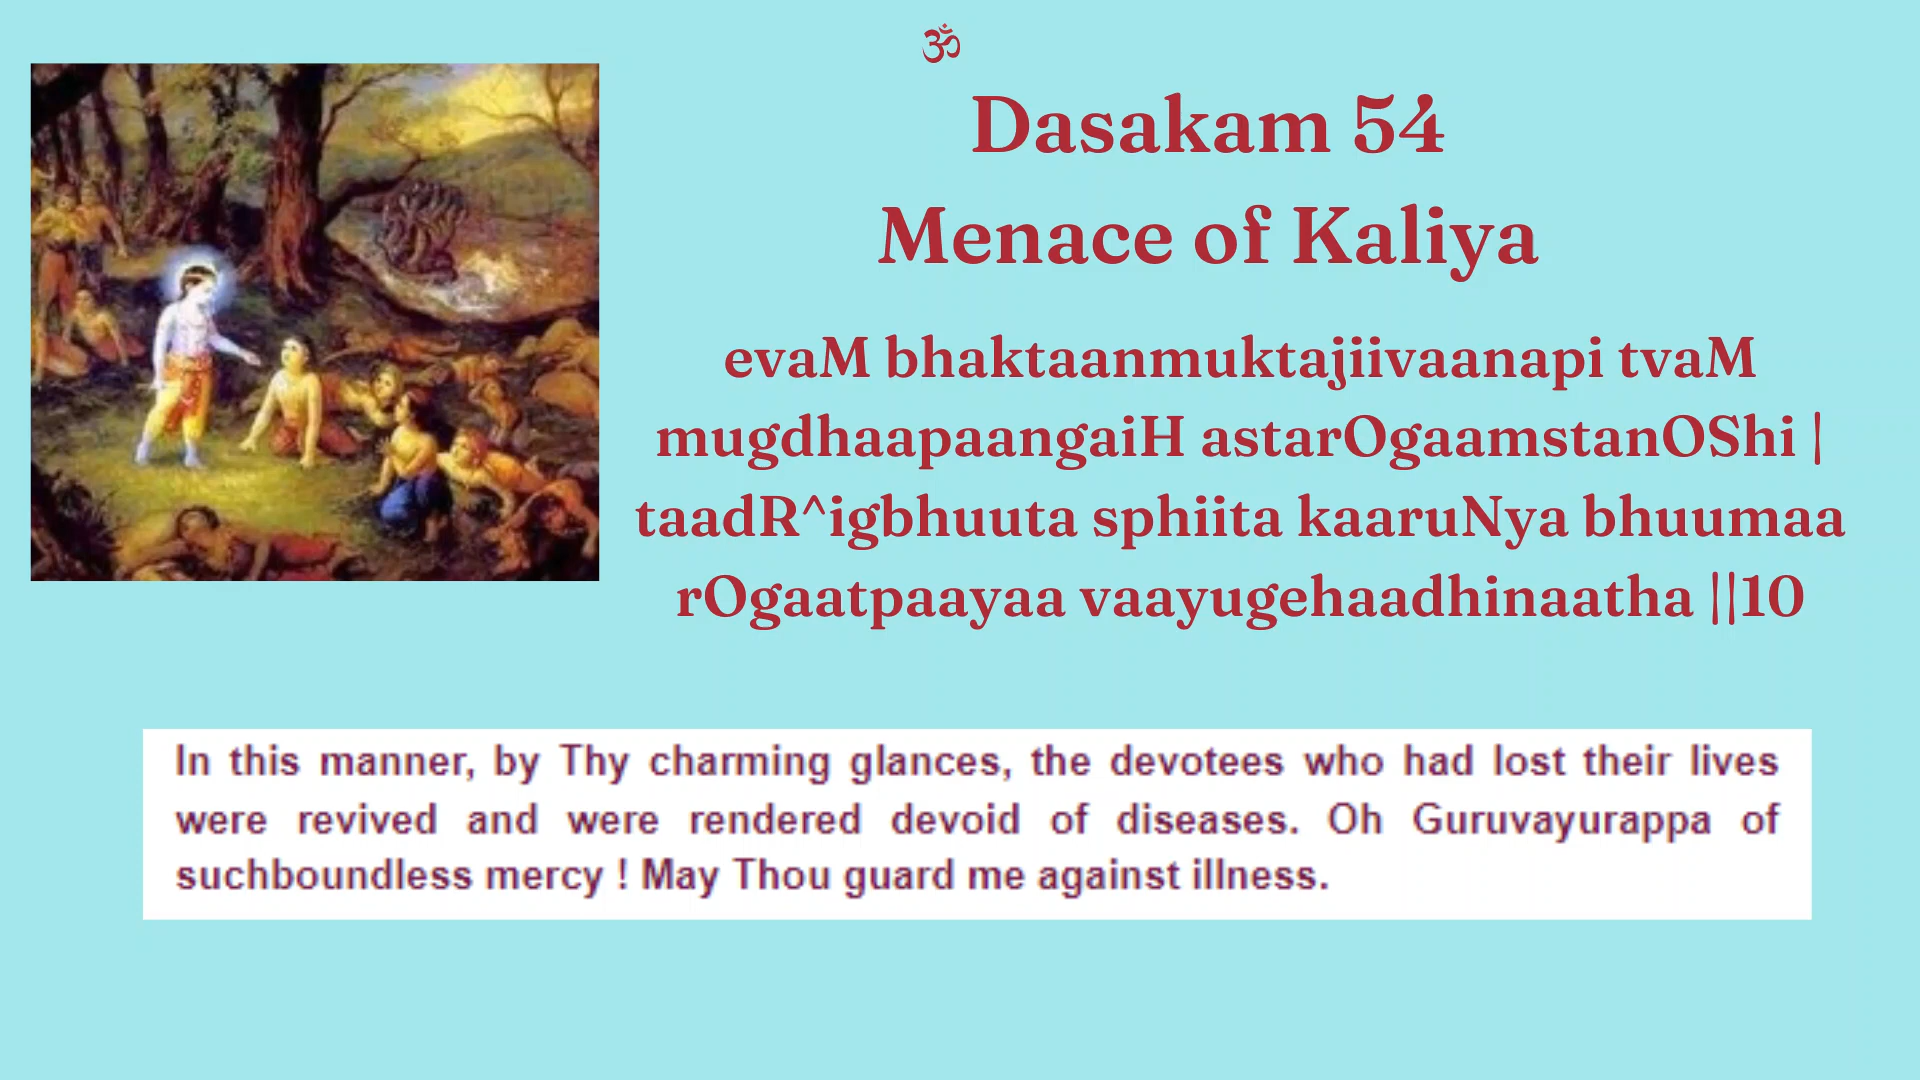 ॐ
Dasakam 54
Menace of Kaliya
evaM bhaktaanmuktajiivaanapi tvaM
mugdhaapaangaiH astarOgaamstanOShi |
taadR^igbhuuta sphiita kaaruNya bhuumaa
rOgaatpaayaa vaayugehaadhinaatha ||10
In this manner, by Thy charming glances, the devotees who had lost their lives
were revived and were rendered devoid of diseases. Oh Guruvayurappa of
suchboundless mercy ! May Thou guard me against illness.